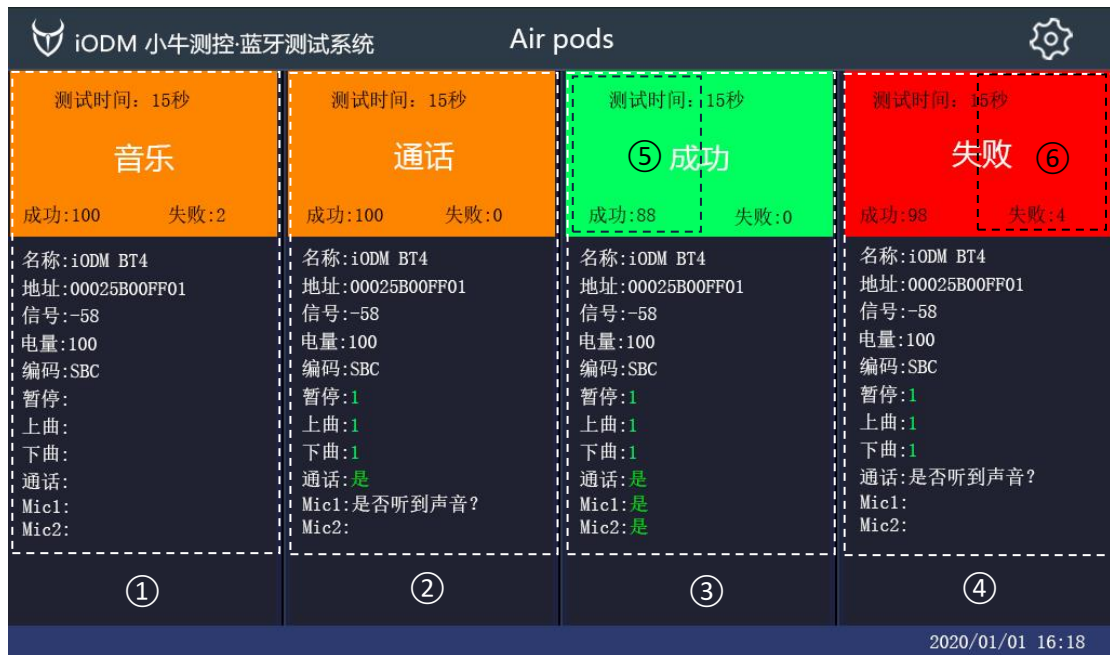 iODM 小牛测控·蓝牙测试系统
Air pods
测试时间：15秒
音乐
成功:100 失败:2
名称:iODM BT4
地址:00025B00FF01
信号:-58
电量:100
编码:SBC
暂停:
上曲:
下曲:
通话:
Mic1:
Mic2:
①
测试时间：15秒
通话
成功:100 失败:0
名称:iODM BT4
地址:00025B00FF01
信号:-58
电量:100
编码:SBC
暂停:1
上曲:1
下曲:1
通话:是
Mic1:是否听到声音？
Mic2:
②
测试时间：15秒
⑤ 成功
成功:88 失败:0
名称:iODM BT4
地址:00025B00FF01
信号:-58
电量:100
编码:SBC
暂停:1
上曲:1
下曲:1
通话:是
Mic1:是
Mic2:是
③
测试时间：15秒
失败 ⑥
成功:98 失败:4
名称:iODM BT4
地址:00025B00FF01
信号:-58
电量:100
编码:SBC
暂停:1
上曲:1
下曲:1
通话:是否听到声音？
Mic1:
Mic2:
④
2020/01/01 16:18